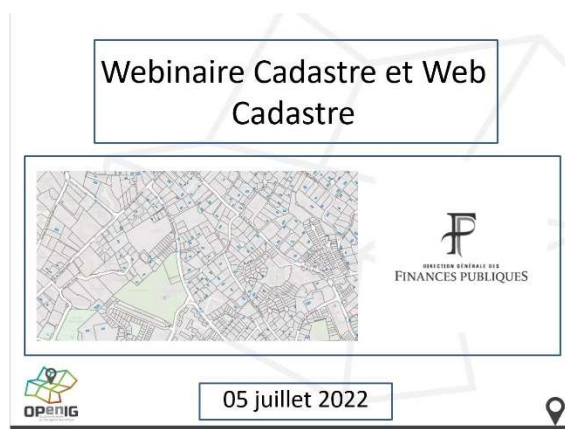 Webinaire Cadastre et Web
Cadastre
DIRECTION GÉNÉRALE DES
FINANCES PUBLIQUES
OPenIG
05 juillet 2022